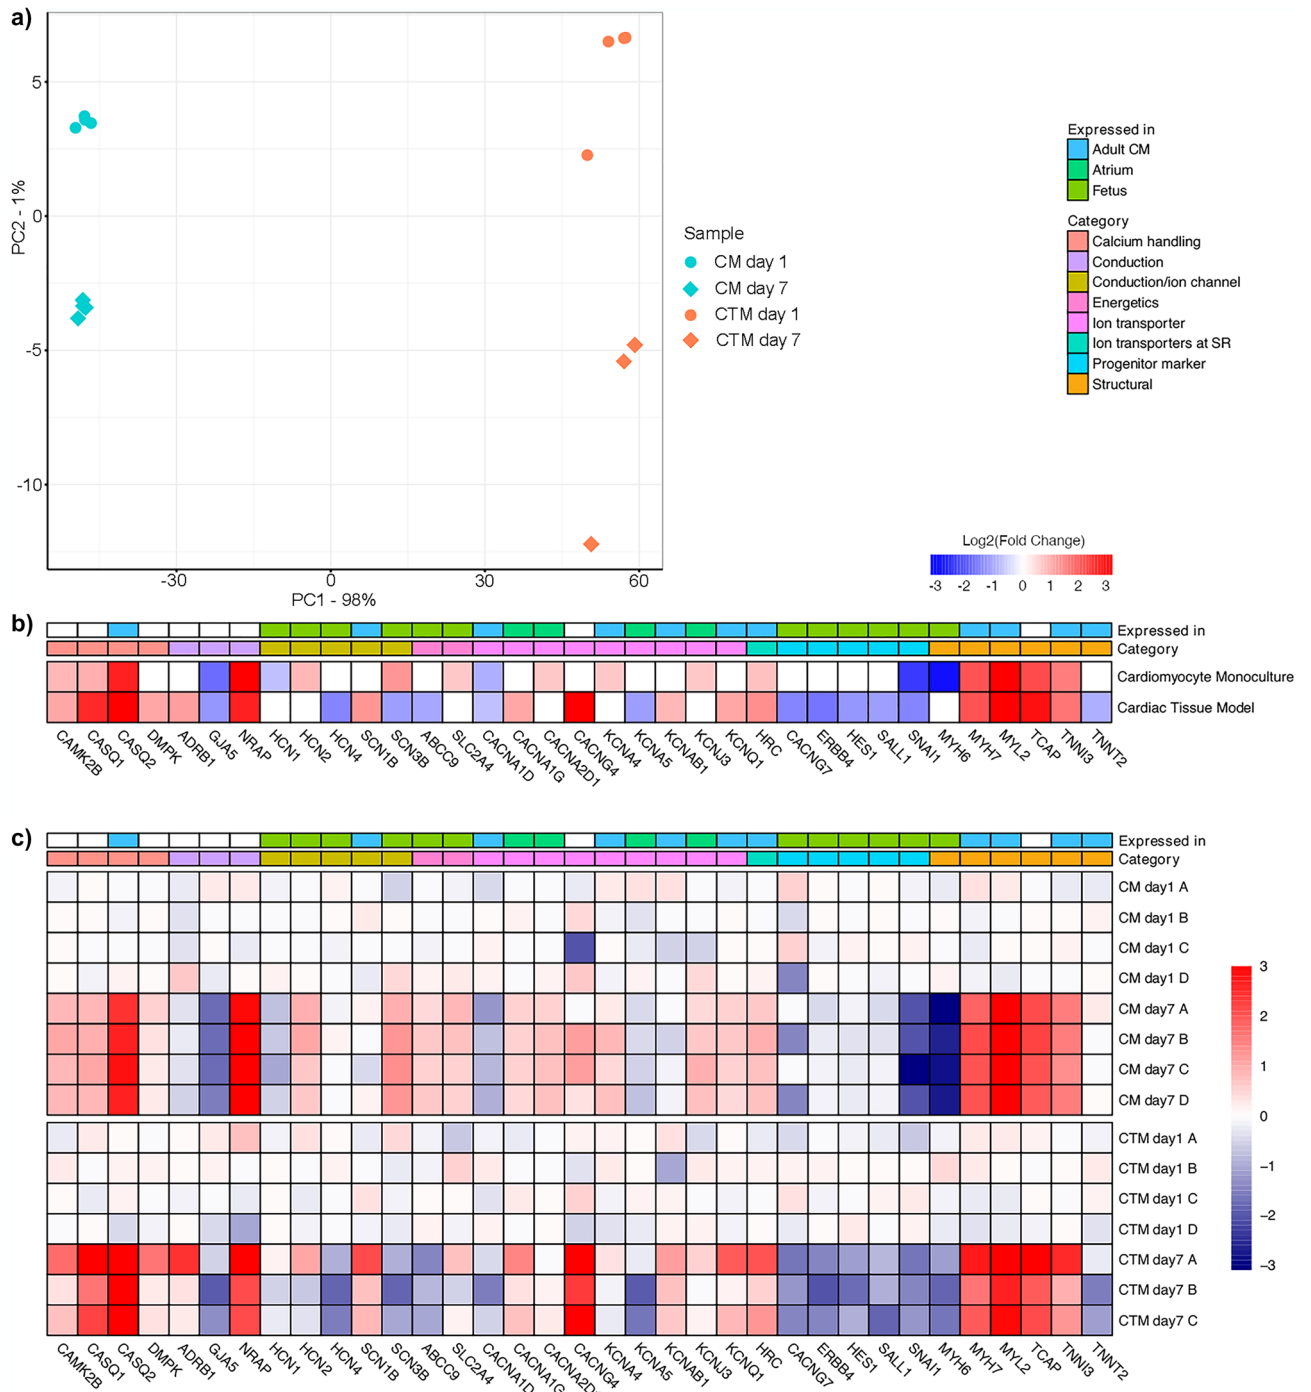 a)
5
0
-5
-10
PC2 - 1%
-30 0 30 60
PC1 - 98%
Sample
CM day 1
CM day 7
CTM day 1
CTM day 7
Expressed in
Adult CM
Atrium
Fetus
Category
Calcium handling
Conduction
Conduction/ion channel
Energetics
Ion transporter
Ion transporters at SR
Progenitor marker
Structural
Log2(Fold Change)
-3 -2 -1 0 1 2 3
b)
Expressed in
Category
Cardiomyocyte Monoculture
Cardiac Tissue Model
CAMK2B CASQ1 CASQ2 DMPK ADRB1 GJA5 NRAP HCN1 HCN2 HCN4 SCN1B SCN3B ABCC9 SLC2A4 CACNA1D CACNA1G CACNA2D1 CACNG4 KCNA4 KCNA5 KCNAB1 KCNJ3 KCNQ1 HRC CACNG7 ERBB4 HES1 SALL1 SNAI1 MYH6 MYH7 MYL2 TCAP TNNI3 TNNT2
c)
Expressed in
Category
CM day1 A
CM day1 B
CM day1 C
CM day1 D
CM day7 A
CM day7 B
CM day7 C
CM day7 D
CTM day1 A
CTM day1 B
CTM day1 C
CTM day1 D
CTM day7 A
CTM day7 B
CTM day7 C
3
2
1
0
−1
−2
−3
CAMK2B CASQ1 CASQ2 DMPK ADRB1 GJA5 NRAP HCN1 HCN2 HCN4 SCN1B SCN3B ABCC9 SLC2A4 CACNA1D CACNA1G CACNA2D CACNG4 KCNA4 KCNA5 KCNAB1 KCNJ3 KCNQ1 HRC CACNG7 ERBB4 HES1 SALL1 SNAI1 MYH6 MYH7 MYL2 TCAP TNNI3 TNNT2